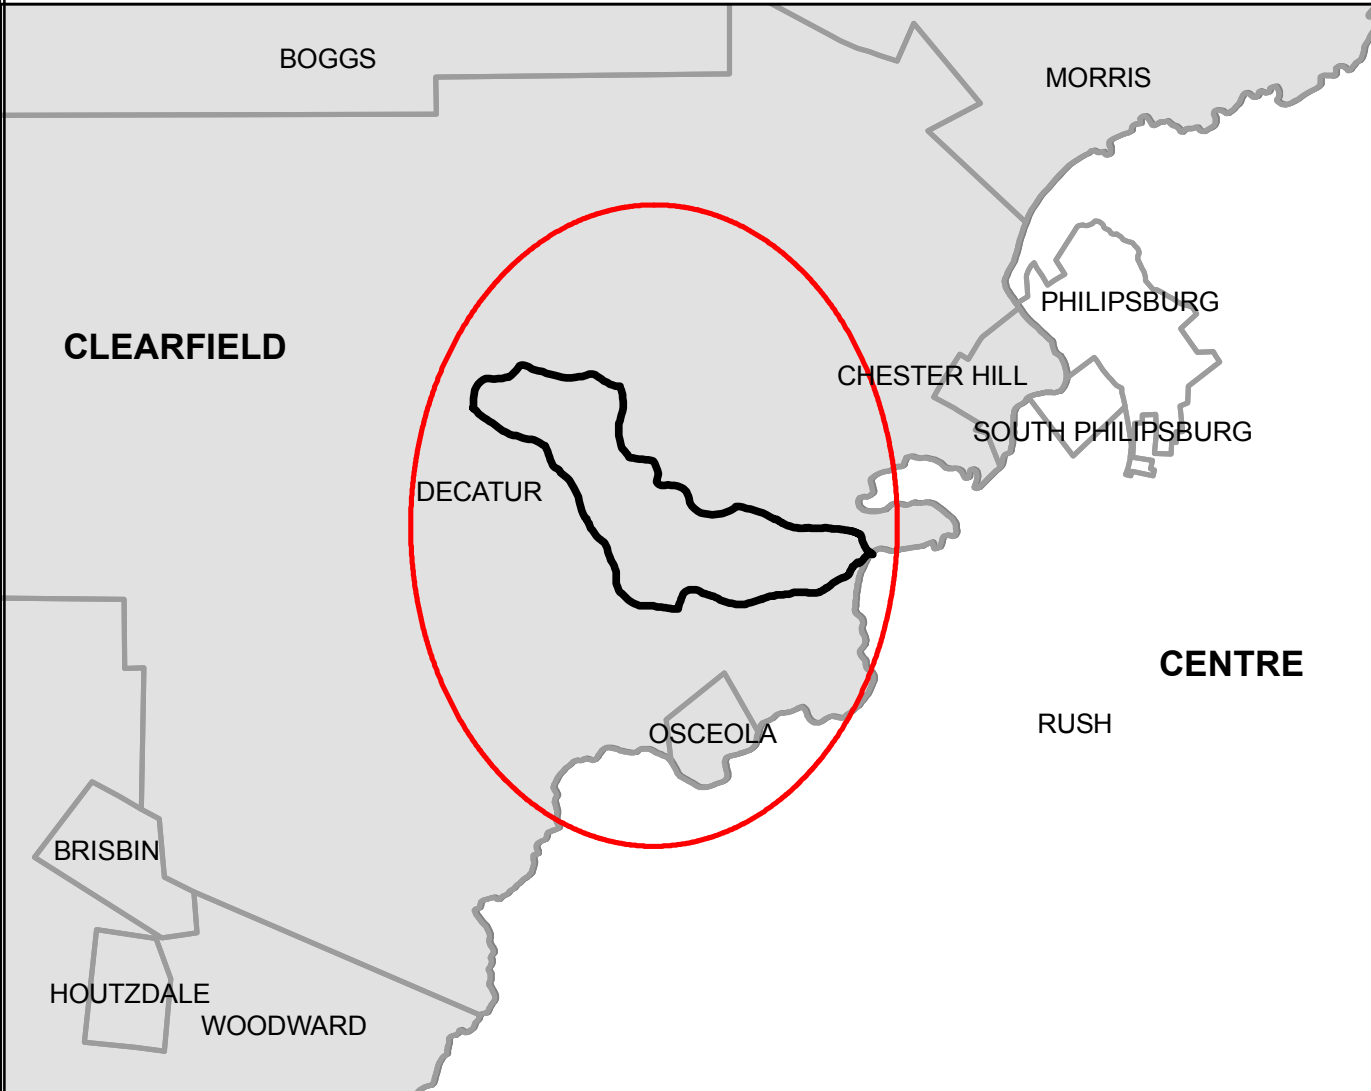 BOGGS
MORRIS
PHILIPSBURG
CLEARFIELD
CHESTER HILL
SOUTH PHILIPSBURG
DECATUR
CENTRE
RUSH
OSCEOLA
BRISBIN
HOUTZDALE
WOODWARD